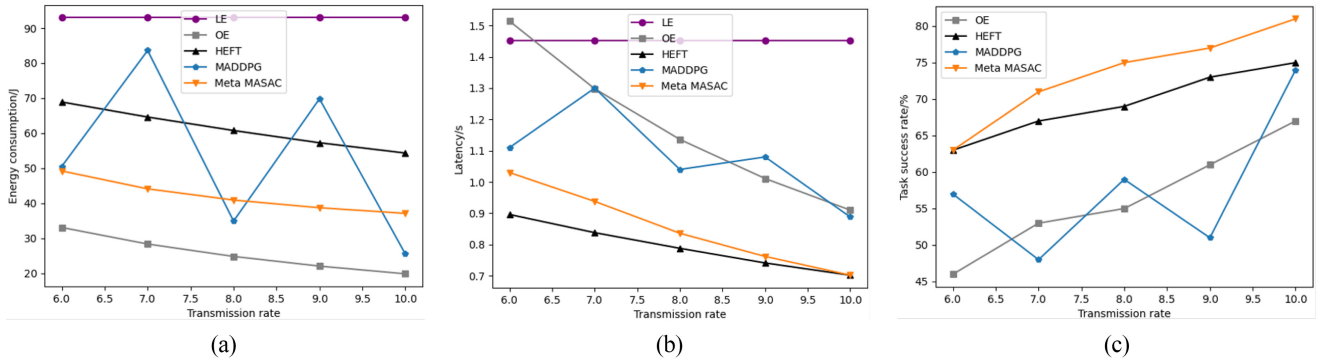 Energy consumption/J
90
80
70
60
50
40
30
20
6.0 6.5 7.0 7.5 8.0 8.5 9.0 9.5 10.0
Transmission rate
LE
OE
HEFT
MADDPG
Meta MASAC
(a)
Latency/s
1.5
1.4
1.3
1.2
1.1
1.0
0.9
0.8
0.7
6.0 6.5 7.0 7.5 8.0 8.5 9.0 9.5 10.0
Transmission rate
LE
OE
HEFT
MADDPG
Meta MASAC
(b)
Task success rate/%
80
75
70
65
60
55
50
45
6.0 6.5 7.0 7.5 8.0 8.5 9.0 9.5 10.0
Transmission rate
OE
HEFT
MADDPG
Meta MASAC
(c)